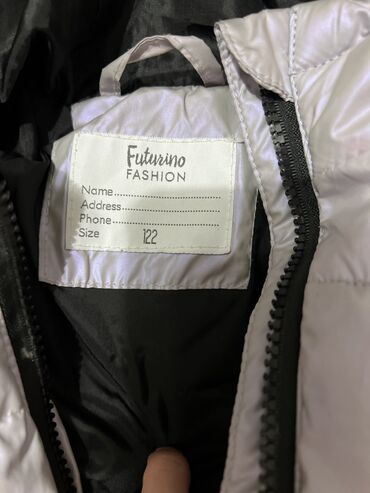 Futurino
FASHION
Name
Address
Phone
Size 122